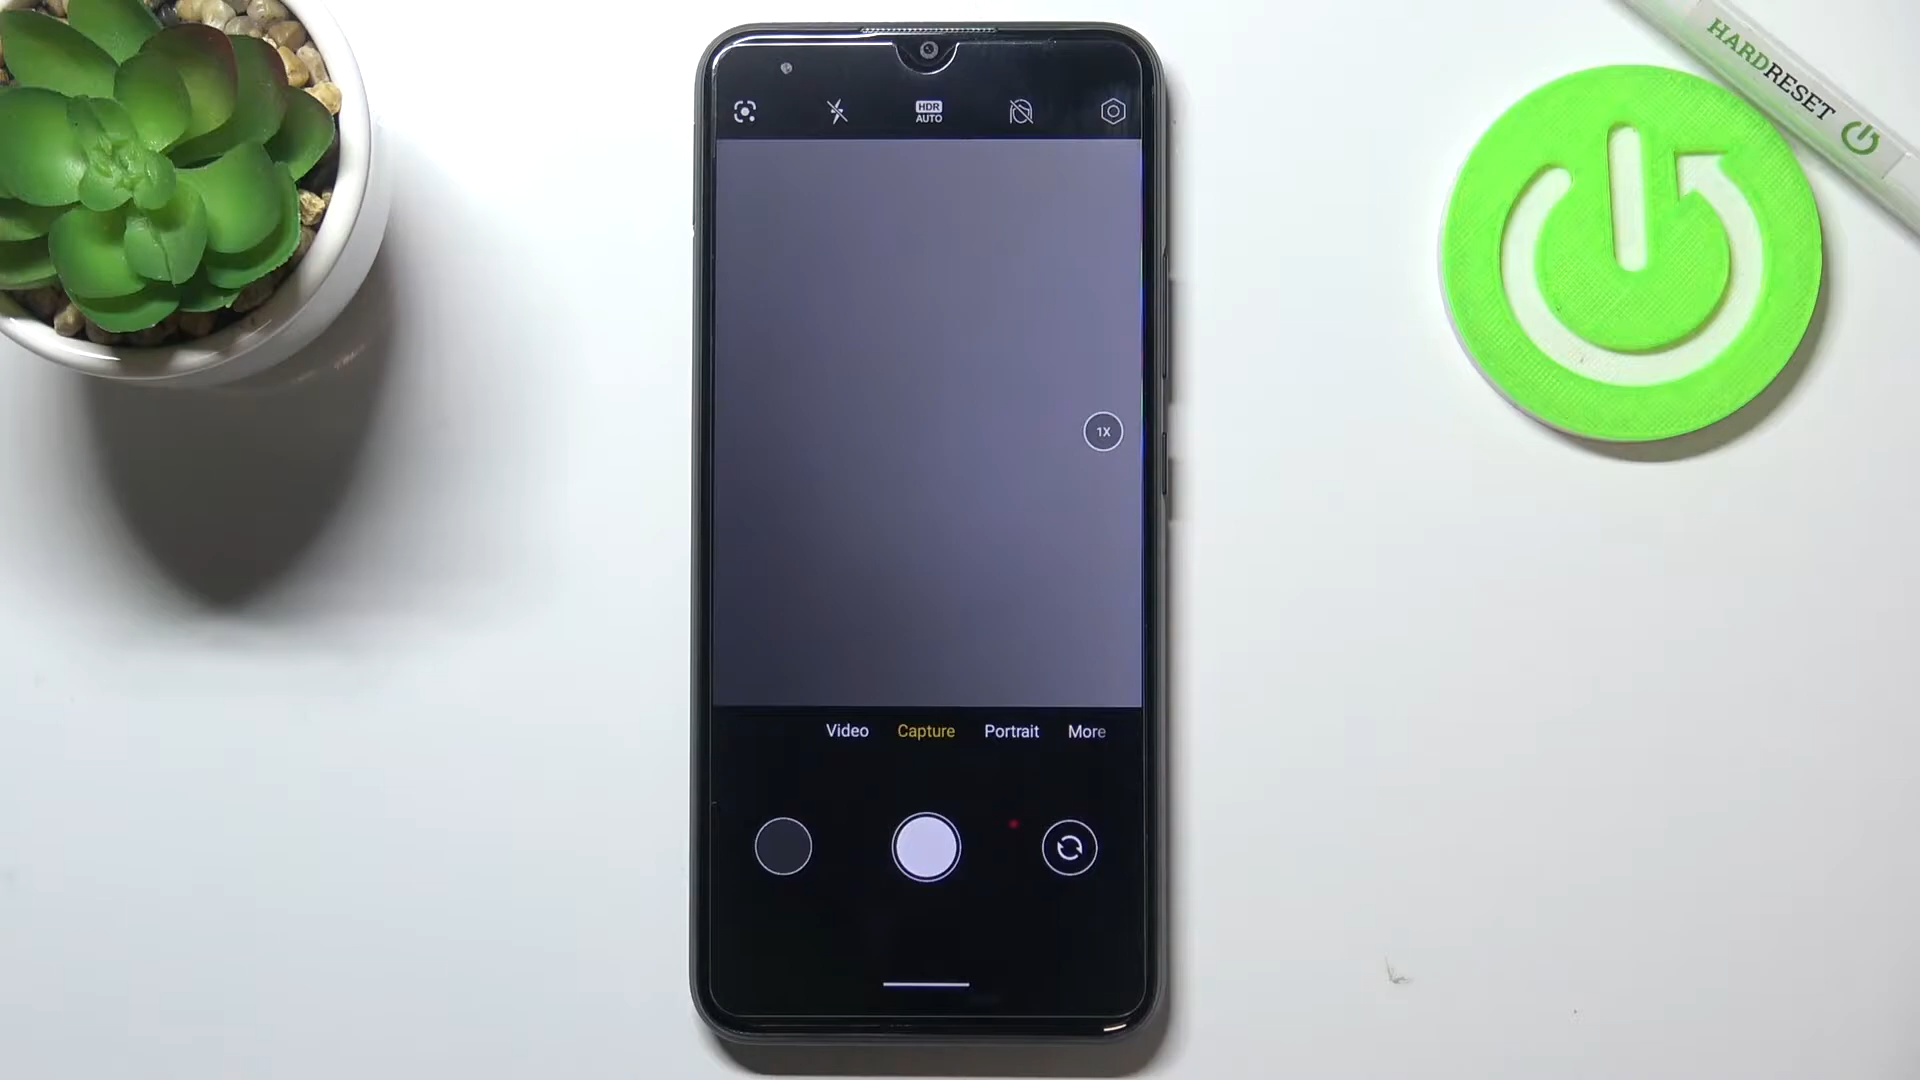 HARDRESET
HDR
AUTO
1X
Video Capture Portrait More